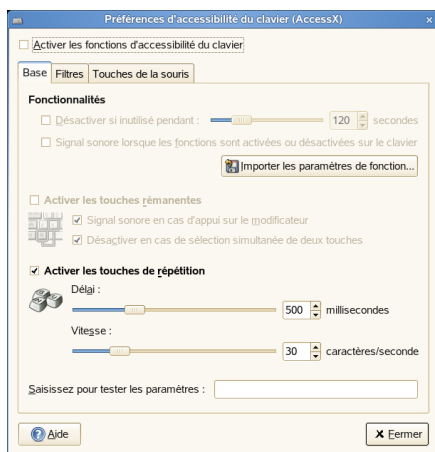 Préférences d'accessibilité du clavier (AccessX)
Activer les fonctions d'accessibilité du clavier
Base Filtres Touches de la souris
Fonctionnalités
Désactiver si inutilisé pendant : 120 secondes
Signal sonore lorsque les fonctions sont activées ou désactivées sur le clavier
Importer les paramètres de fonction...
Activer les touches rémanentes
Signal sonore en cas d'appui sur le modificateur
Désactiver en cas de sélection simultanée de deux touches
Activer les touches de répétition
Délai :
500 millisecondes
Vitesse :
30 caractères/seconde
Saisissez pour tester les paramètres :
Aide Fermer